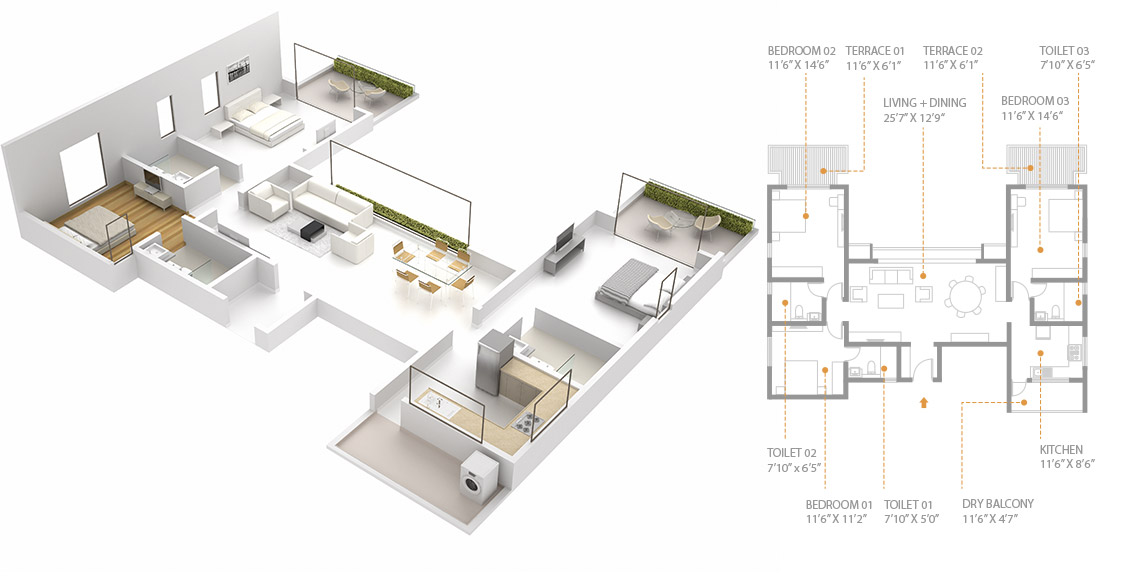 BEDROOM 02
11'6" X 14'6"
TERRACE 01
11'6" X 6'1"
TERRACE 02
11'6" X 6'1"
TOILET 03
7'10" X 6'5"
LIVING + DINING
25'7" X 12'9"
BEDROOM 03
11'6" X 14'6"
TOILET 02
7'10" x 6'5"
KITCHEN
11'6" X 8'6"
BEDROOM 01
11'6" X 11'2"
TOILET 01
7'10" X 5'0"
DRY BALCONY
11'6" X 4'7"